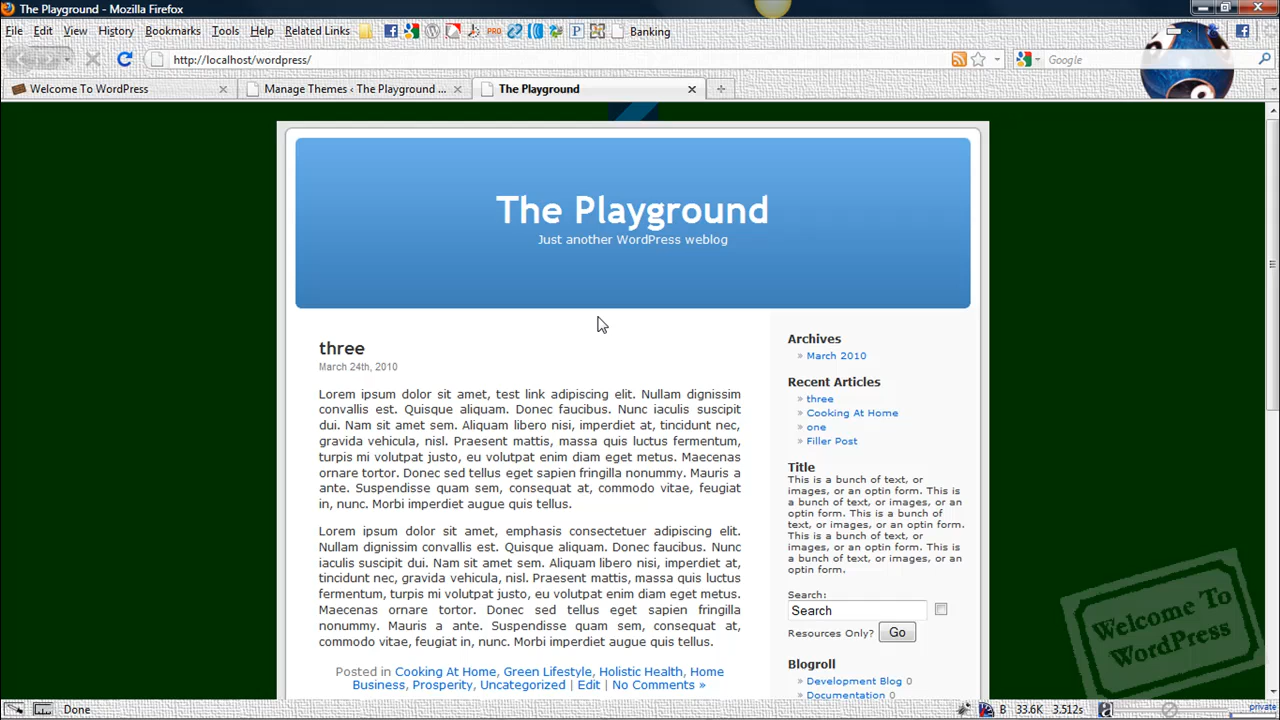 The Playground - Mozilla Firefox
File Edit View History Bookmarks Tools Help Related Links PRO P Banking
http://localhost/wordpress/
Google
Welcome To WordPress
Manage Themes ‹ The Playground ...
The Playground
The Playground
Just another WordPress weblog
three
March 24th, 2010
Lorem ipsum dolor sit amet, test link adipiscing elit. Nullam dignissim
convallis est. Quisque aliquam. Donec faucibus. Nunc iaculis suscipit
dui. Nam sit amet sem. Aliquam libero nisi, imperdiet at, tincidunt nec,
gravida vehicula, nisl. Praesent mattis, massa quis luctus fermentum,
turpis mi volutpat justo, eu volutpat enim diam eget metus. Maecenas
ornare tortor. Donec sed tellus eget sapien fringilla nonummy. Mauris a
ante. Suspendisse quam sem, consequat at, commodo vitae, feugiat
in, nunc. Morbi imperdiet augue quis tellus.
Lorem ipsum dolor sit amet, emphasis consectetuer adipiscing elit.
Nullam dignissim convallis est. Quisque aliquam. Donec faucibus. Nunc
iaculis suscipit dui. Nam sit amet sem. Aliquam libero nisi, imperdiet at,
tincidunt nec, gravida vehicula, nisl. Praesent mattis, massa quis luctus
fermentum, turpis mi volutpat justo, eu volutpat enim diam eget metus.
Maecenas ornare tortor. Donec sed tellus eget sapien fringilla
nonummy. Mauris a ante. Suspendisse quam sem, consequat at,
commodo vitae, feugiat in, nunc. Morbi imperdiet augue quis tellus.
Posted in Cooking At Home, Green Lifestyle, Holistic Health, Home
Business, Prosperity, Uncategorized | Edit | No Comments »
Archives
» March 2010
Recent Articles
» three
» Cooking At Home
» one
» Filler Post
Title
This is a bunch of text, or
images, or an optin form. This is
a bunch of text, or images, or an
optin form. This is a bunch of
text, or images, or an optin form.
This is a bunch of text, or
images, or an optin form. This is
a bunch of text, or images, or an
optin form.
Search:
Search
Resources Only? Go
Blogroll
» Development Blog 0
» Documentation 0
Welcome To
WordPress
Done
B 33.6K 3.512s
private